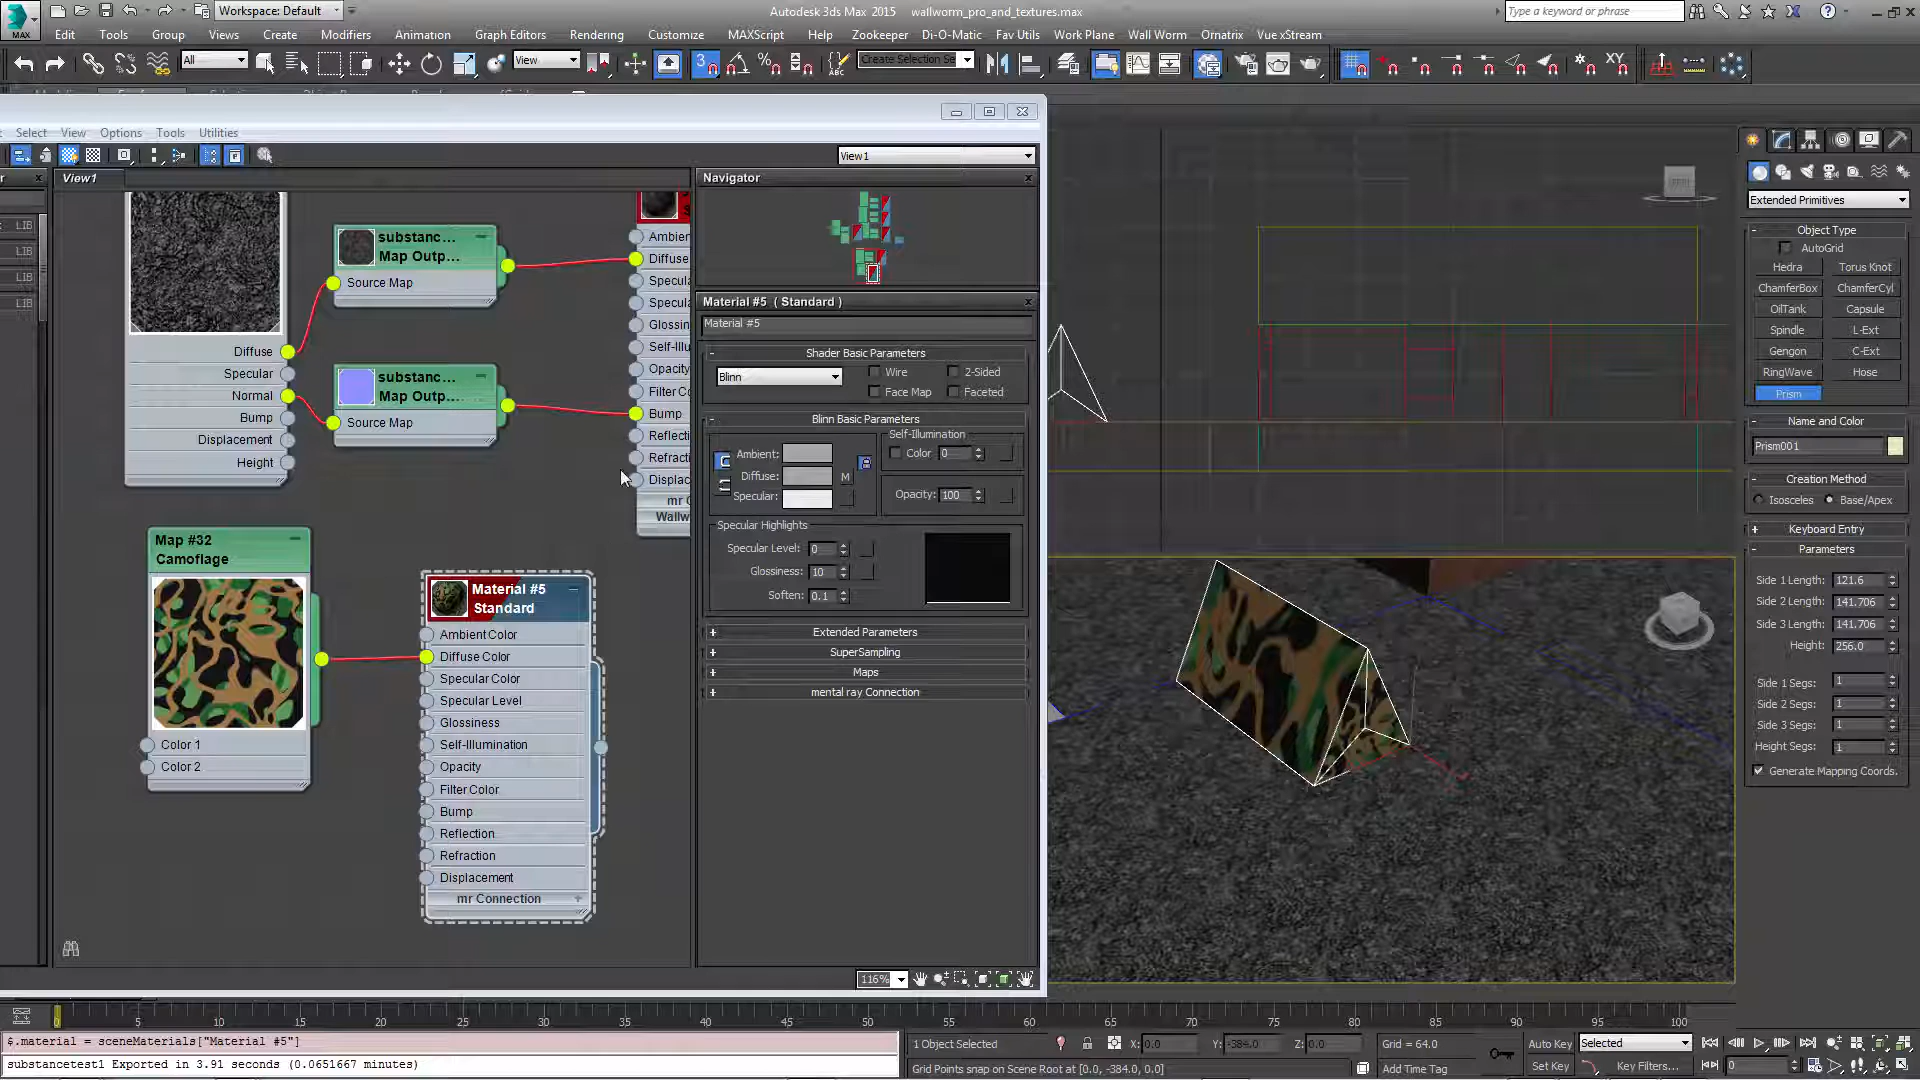 Workspace: Default
Autodesk 3ds Max 2015
wallworm_pro_and_textures.max
Type a keyword or phrase
MAX
Edit
Tools
Group
Views
Create
Modifiers
Animation
Graph Editors
Rendering
Customize
MAXScript
Help
Zookeeper
Di-O-Matic
Fav Utils
Work Plane
Wall Worm
Ornatrix
Vue xStream
All
View
3
ABC
Create Selection Se
XY
Select
View
Options
Tools
Utilities
View1
View1
Navigator
LIB
LIB
LIB
LIB
substanc...
Map Outp...
Source Map
substanc...
Map Outp...
Source Map
Diffuse
Specular
Normal
Bump
Displacement
Height
Ambien
Diffuse
Specula
Specula
Glossin
Self-Illu
Opacity
Filter Co
Bump
Reflecti
Refracti
Displac
mr C
Wallw
Map #32
Camoflage
Color 1
Color 2
Material #5
Standard
Ambient Color
Diffuse Color
Specular Color
Specular Level
Glossiness
Self-Illumination
Opacity
Filter Color
Bump
Reflection
Refraction
Displacement
mr Connection
Material #5 ( Standard )
Material #5
Shader Basic Parameters
Blinn
Wire
2-Sided
Face Map
Faceted
Blinn Basic Parameters
Self-Illumination
Ambient:
Color
0
Diffuse:
M
Specular:
Opacity:
100
Specular Highlights
Specular Level:
0
Glossiness:
10
Soften:
0.1
Extended Parameters
SuperSampling
Maps
mental ray Connection
116%
Extended Primitives
Object Type
AutoGrid
Hedra
Torus Knot
ChamferBox
ChamferCyl
OilTank
Capsule
Spindle
L-Ext
Gengon
C-Ext
RingWave
Hose
Prism
Name and Color
Prism001
Creation Method
Isosceles
Base/Apex
Keyboard Entry
Parameters
Side 1 Length:
121.6
Side 2 Length:
141.706
Side 3 Length:
141.706
Height:
256.0
Side 1 Segs:
1
Side 2 Segs:
1
Side 3 Segs:
1
Height Segs:
1
Generate Mapping Coords.
0
5
10
15
20
25
30
35
40
45
50
55
60
65
70
75
80
85
90
95
100
$.material = sceneMaterials["Material #5"]
substancetest1 Exported in 3.91 seconds (0.0651667 minutes)
1 Object Selected
X:
0.0
Y:
-384.0
Z:
0.0
Grid = 64.0
Auto Key
Selected
Grid Points snap on Scene Root at [0.0, -384.0, 0.0]
Add Time Tag
Set Key
Key Filters...
0